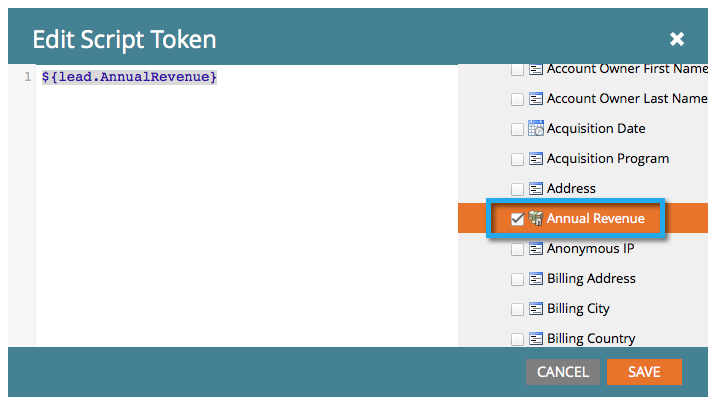 Edit Script Token
1 ${lead.AnnualRevenue}
Account Owner First Name
Account Owner Last Name
Acquisition Date
Acquisition Program
Address
Annual Revenue
Anonymous IP
Billing Address
Billing City
Billing Country
CANCEL SAVE